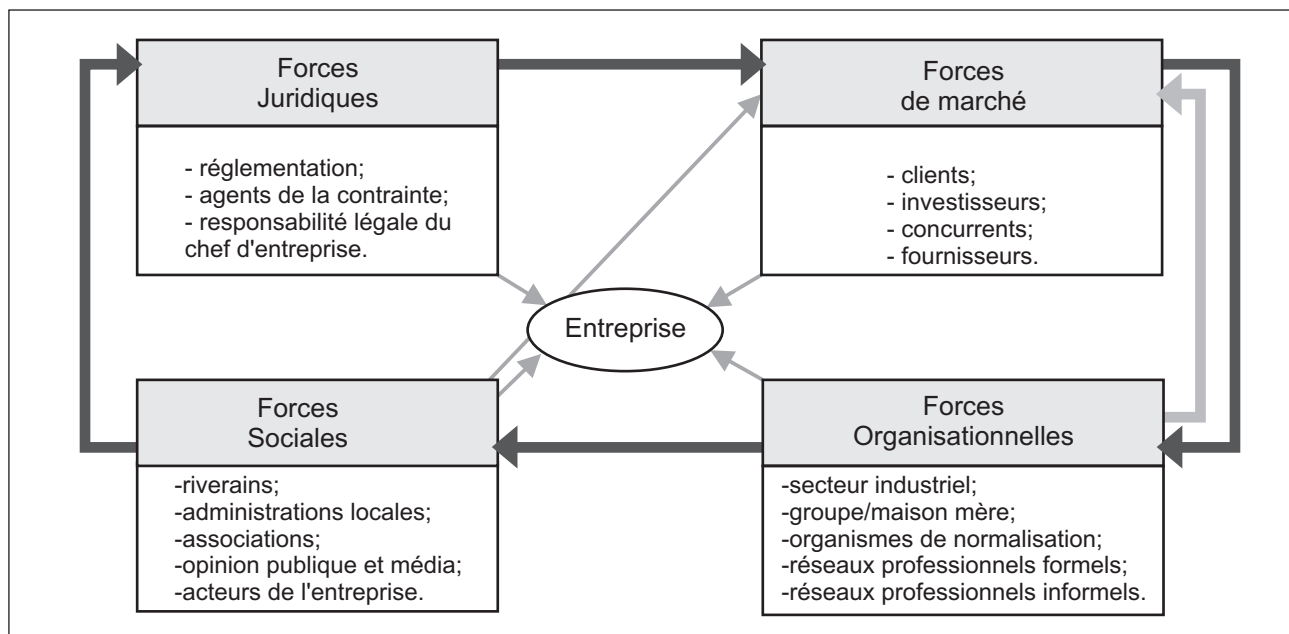 Forces
Juridiques
- réglementation;
- agents de la contrainte;
- responsabilité légale du
chef d'entreprise.
Forces
de marché
- clients;
- investisseurs;
- concurrents;
- fournisseurs.
Entreprise
Forces
Sociales
-riverains;
-administrations locales;
-associations;
-opinion publique et média;
-acteurs de l'entreprise.
Forces
Organisationnelles
-secteur industriel;
-groupe/maison mère;
-organismes de normalisation;
-réseaux professionnels formels;
-réseaux professionnels informels.